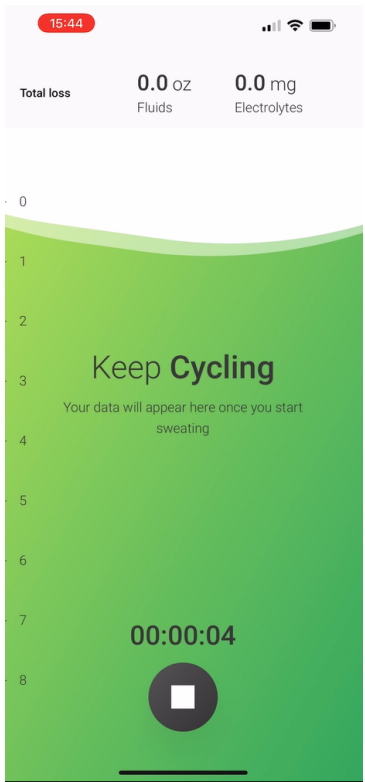 15:44
Total loss
0.0 oz
Fluids
0.0 mg
Electrolytes
0
1
2
3
4
5
6
7
8
Keep Cycling
Your data will appear here once you start
sweating
00:00:04